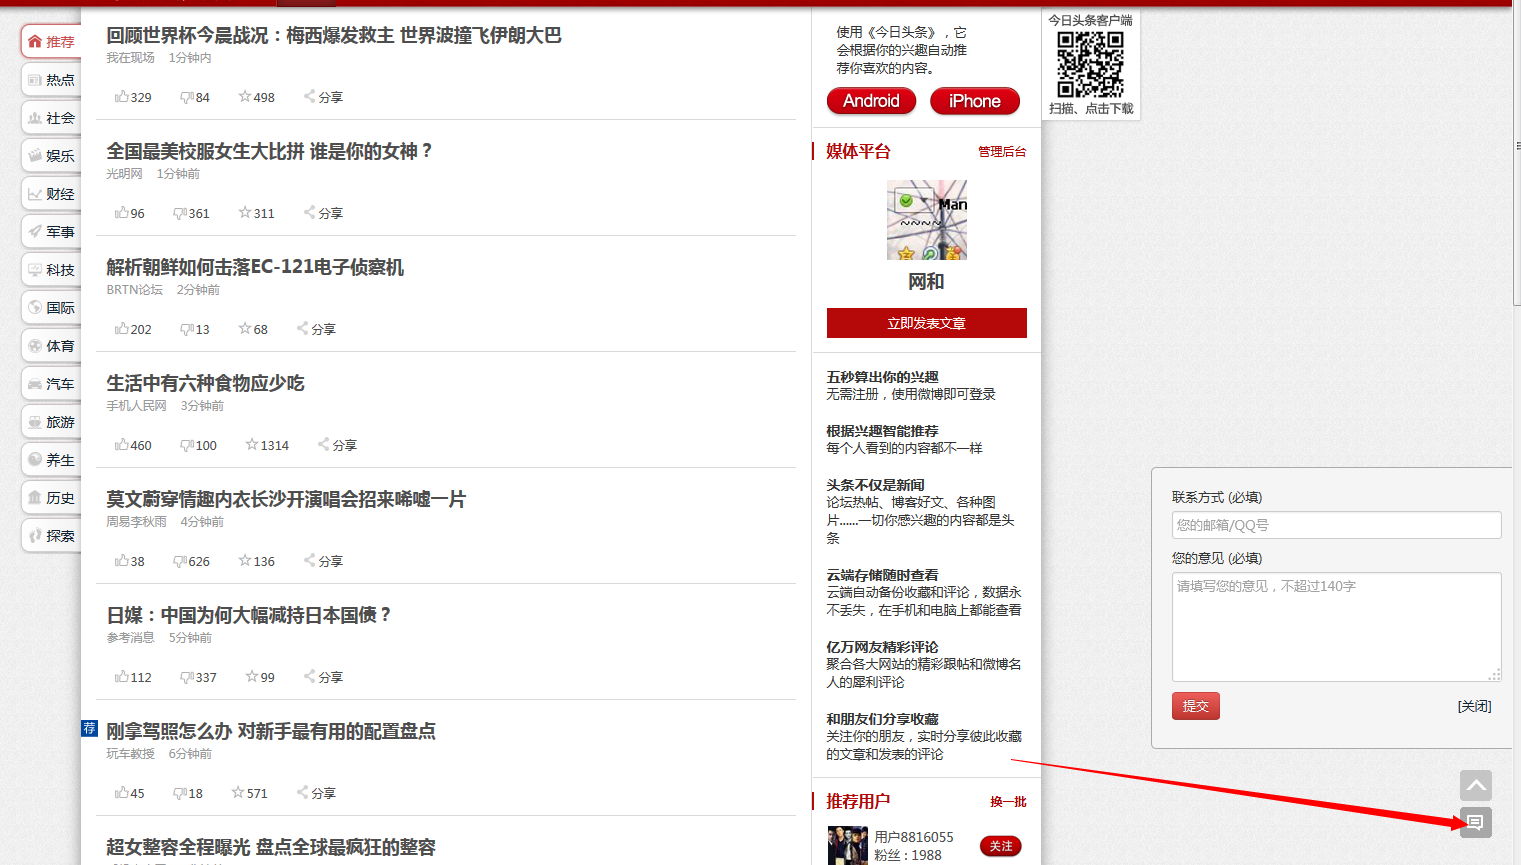 推荐
热点
社会
娱乐
财经
军事
科技
国际
体育
汽车
旅游
养生
历史
探索
回顾世界杯今晨战况：梅西爆发救主 世界波撞飞伊朗大巴
我在现场 1分钟内
329 84 498 分享
全国最美校服女生大比拼 谁是你的女神？
光明网 1分钟前
96 361 311 分享
解析朝鲜如何击落EC-121电子侦察机
BRTN论坛 2分钟前
202 13 68 分享
生活中有六种食物应少吃
手机人民网 3分钟前
460 100 1314 分享
莫文蔚穿情趣内衣长沙开演唱会招来唏嘘一片
周易李秋雨 4分钟前
38 626 136 分享
日媒：中国为何大幅减持日本国债？
参考消息 5分钟前
112 337 99 分享
荐 刚拿驾照怎么办 对新手最有用的配置盘点
玩车教授 6分钟前
45 18 571 分享
超女整容全程曝光 盘点全球最疯狂的整容
使用《今日头条》，它
会根据你的兴趣自动推
荐你喜欢的内容。
Android iPhone
媒体平台 管理后台
Man
~~~~
网和
立即发表文章
五秒算出你的兴趣
无需注册，使用微博即可登录
根据兴趣智能推荐
每个人看到的内容都不一样
头条不仅是新闻
论坛热帖、博客好文、各种图
片......一切你感兴趣的内容都是头
条
云端存储随时查看
云端自动备份收藏和评论，数据永
不丢失，在手机和电脑上都能查看
亿万网友精彩评论
聚合各大网站的精彩跟帖和微博名
人的犀利评论
和朋友们分享收藏
关注你的朋友，实时分享彼此收藏
的文章和发表的评论
推荐用户 换一批
用户8816055
粉丝 : 1988
关注
今日头条客户端
扫描、点击下载
联系方式 (必填)
您的邮箱/QQ号
您的意见 (必填)
请填写您的意见，不超过140字
提交 [关闭]